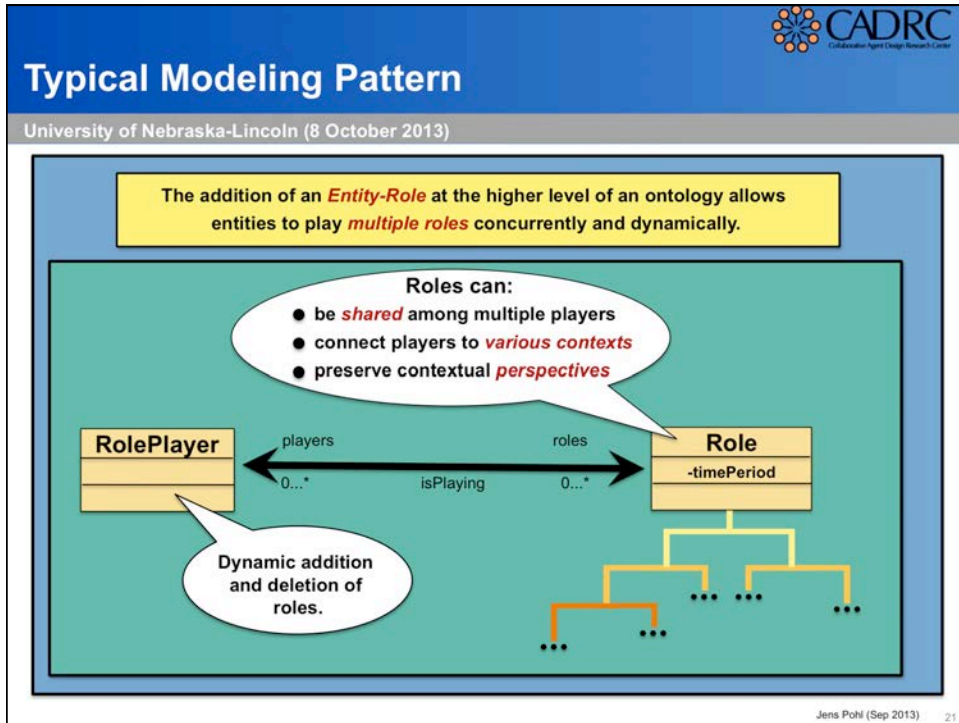 CADRC
Collaborative Agent Design Research Center
Typical Modeling Pattern
University of Nebraska-Lincoln (8 October 2013)
The addition of an Entity-Role at the higher level of an ontology allows
entities to play multiple roles concurrently and dynamically.
Roles can:
● be shared among multiple players
● connect players to various contexts
● preserve contextual perspectives
RolePlayer
players
roles
0...*
isPlaying
0...*
Role
-timePeriod
Dynamic addition
and deletion of
roles.
•••
•••
•••
•••
•••
Jens Pohl (Sep 2013)
21